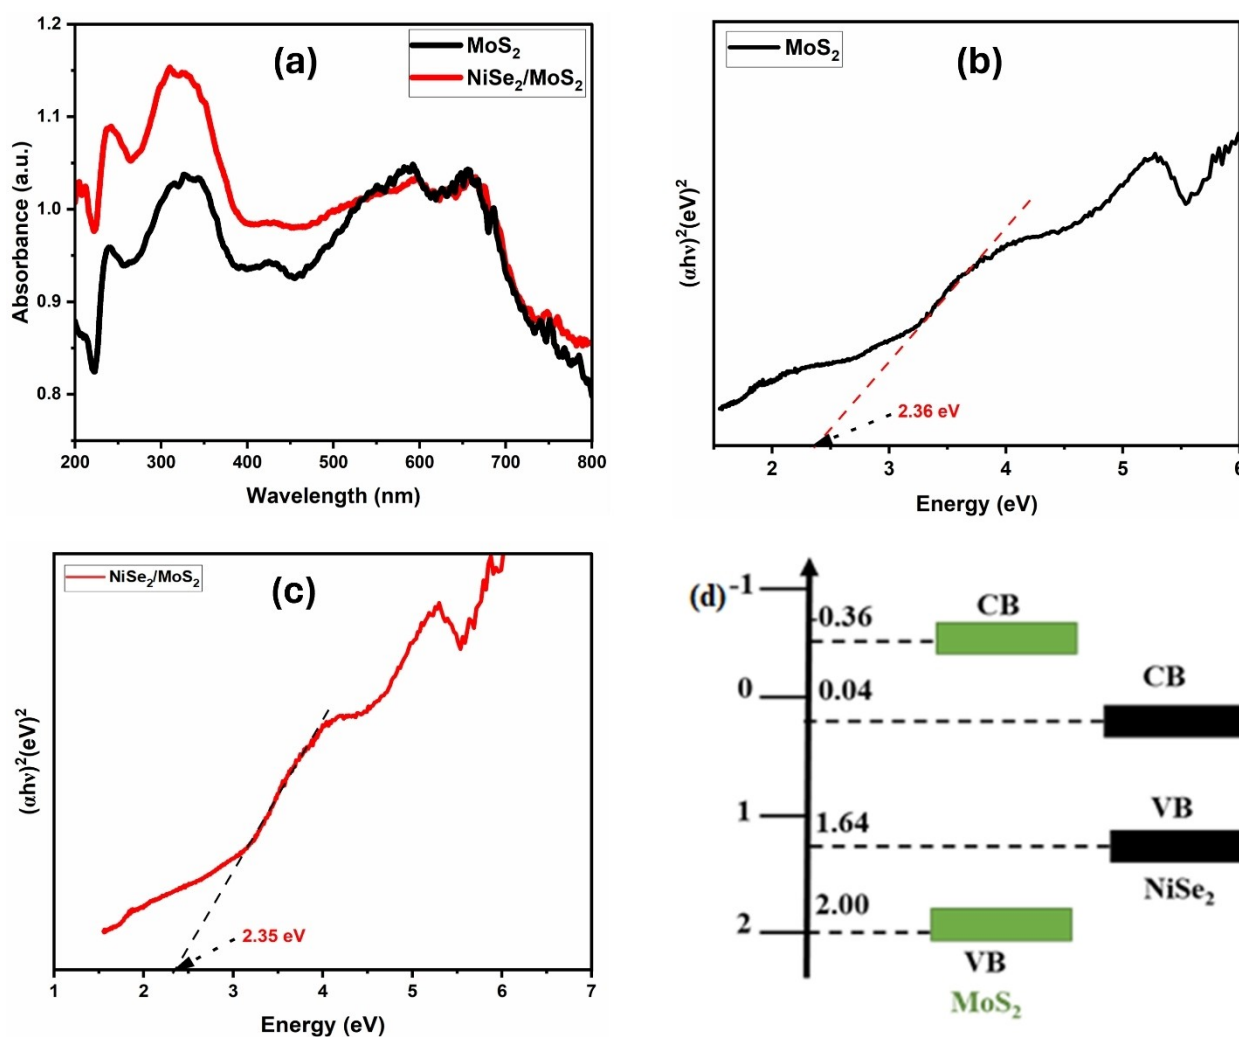 (a)
MoS₂
NiSe₂/MoS₂
1.2
1.1
1.0
0.9
0.8
Absorbance (a.u.)
200 300 400 500 600 700 800
Wavelength (nm)
(b)
MoS₂
(αhν)²(eV)²
2.36 eV
2 3 4 5 6
Energy (eV)
(c)
NiSe₂/MoS₂
(αhν)²(eV)²
2.35 eV
1 2 3 4 5 6 7
Energy (eV)
(d)
-1
-0.36
CB
0
0.04
CB
1
1.64
VB
NiSe₂
2
2.00
VB
MoS₂